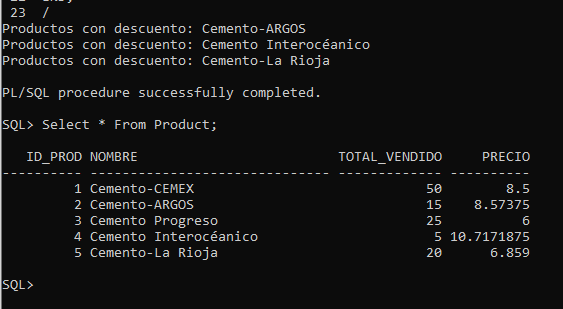 23  /
Productos con descuento: Cemento-ARGOS
Productos con descuento: Cemento Interocéanico
Productos con descuento: Cemento-La Rioja
PL/SQL procedure successfully completed.
SQL> Select * From Product;
ID_PROD NOMBRE                         TOTAL_VENDIDO     PRECIO
---------- ------------------------------ ------------- ----------
1 Cemento-CEMEX                             50        8.5
2 Cemento-ARGOS                             15    8.57375
3 Cemento Progreso                          25          6
4 Cemento Interocéanico                      5 10.7171875
5 Cemento-La Rioja                          20      6.859
SQL>